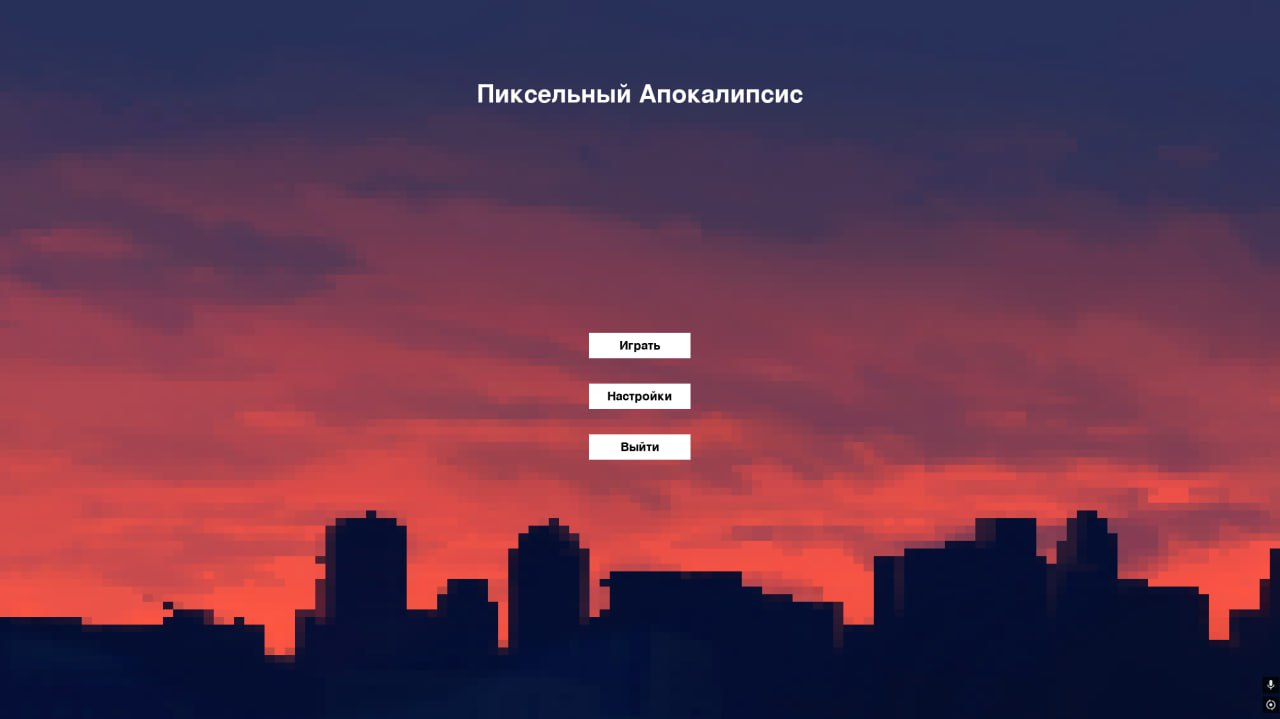 Пиксельный Апокалипсис
Играть
Настройки
Выйти